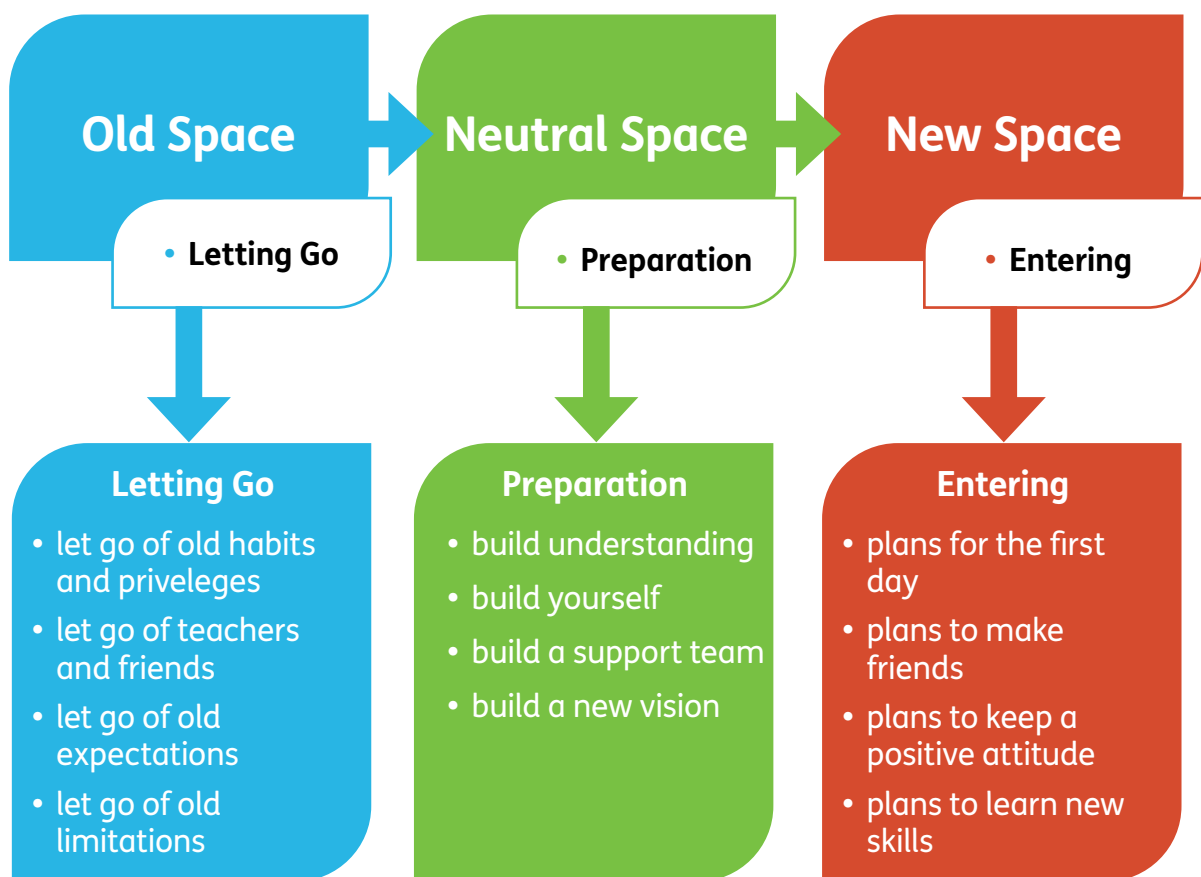 Old Space
• Letting Go
Neutral Space
• Preparation
New Space
• Entering
Letting Go
• let go of old habits
and priveleges
• let go of teachers
and friends
• let go of old
expectations
• let go of old
limitations
Preparation
• build understanding
• build yourself
• build a support team
• build a new vision
Entering
• plans for the first
day
• plans to make
friends
• plans to keep a
positive attitude
• plans to learn new
skills